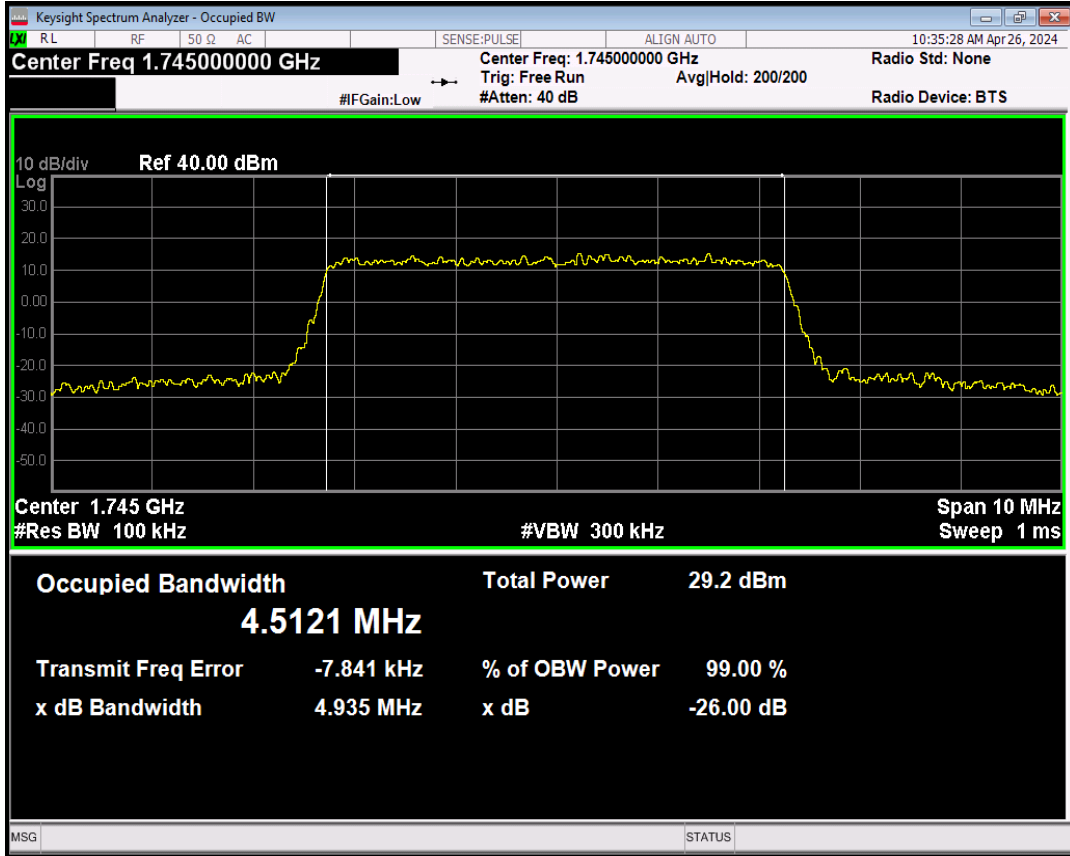 Keysight Spectrum Analyzer - Occupied BW
LXI RL RF 50 Ω AC SENSE:PULSE ALIGN AUTO 10:35:28 AM Apr 26, 2024
Center Freq 1.745000000 GHz
Center Freq: 1.745000000 GHz Radio Std: None
Trig: Free Run Avg|Hold: 200/200
#IFGain:Low #Atten: 40 dB Radio Device: BTS
10 dB/div Ref 40.00 dBm
Log
30.0
20.0
10.0
0.00
-10.0
-20.0
-30.0
-40.0
-50.0
Center 1.745 GHz Span 10 MHz
#Res BW 100 kHz #VBW 300 kHz Sweep 1 ms
Occupied Bandwidth Total Power 29.2 dBm
4.5121 MHz
Transmit Freq Error -7.841 kHz % of OBW Power 99.00 %
x dB Bandwidth 4.935 MHz x dB -26.00 dB
MSG STATUS